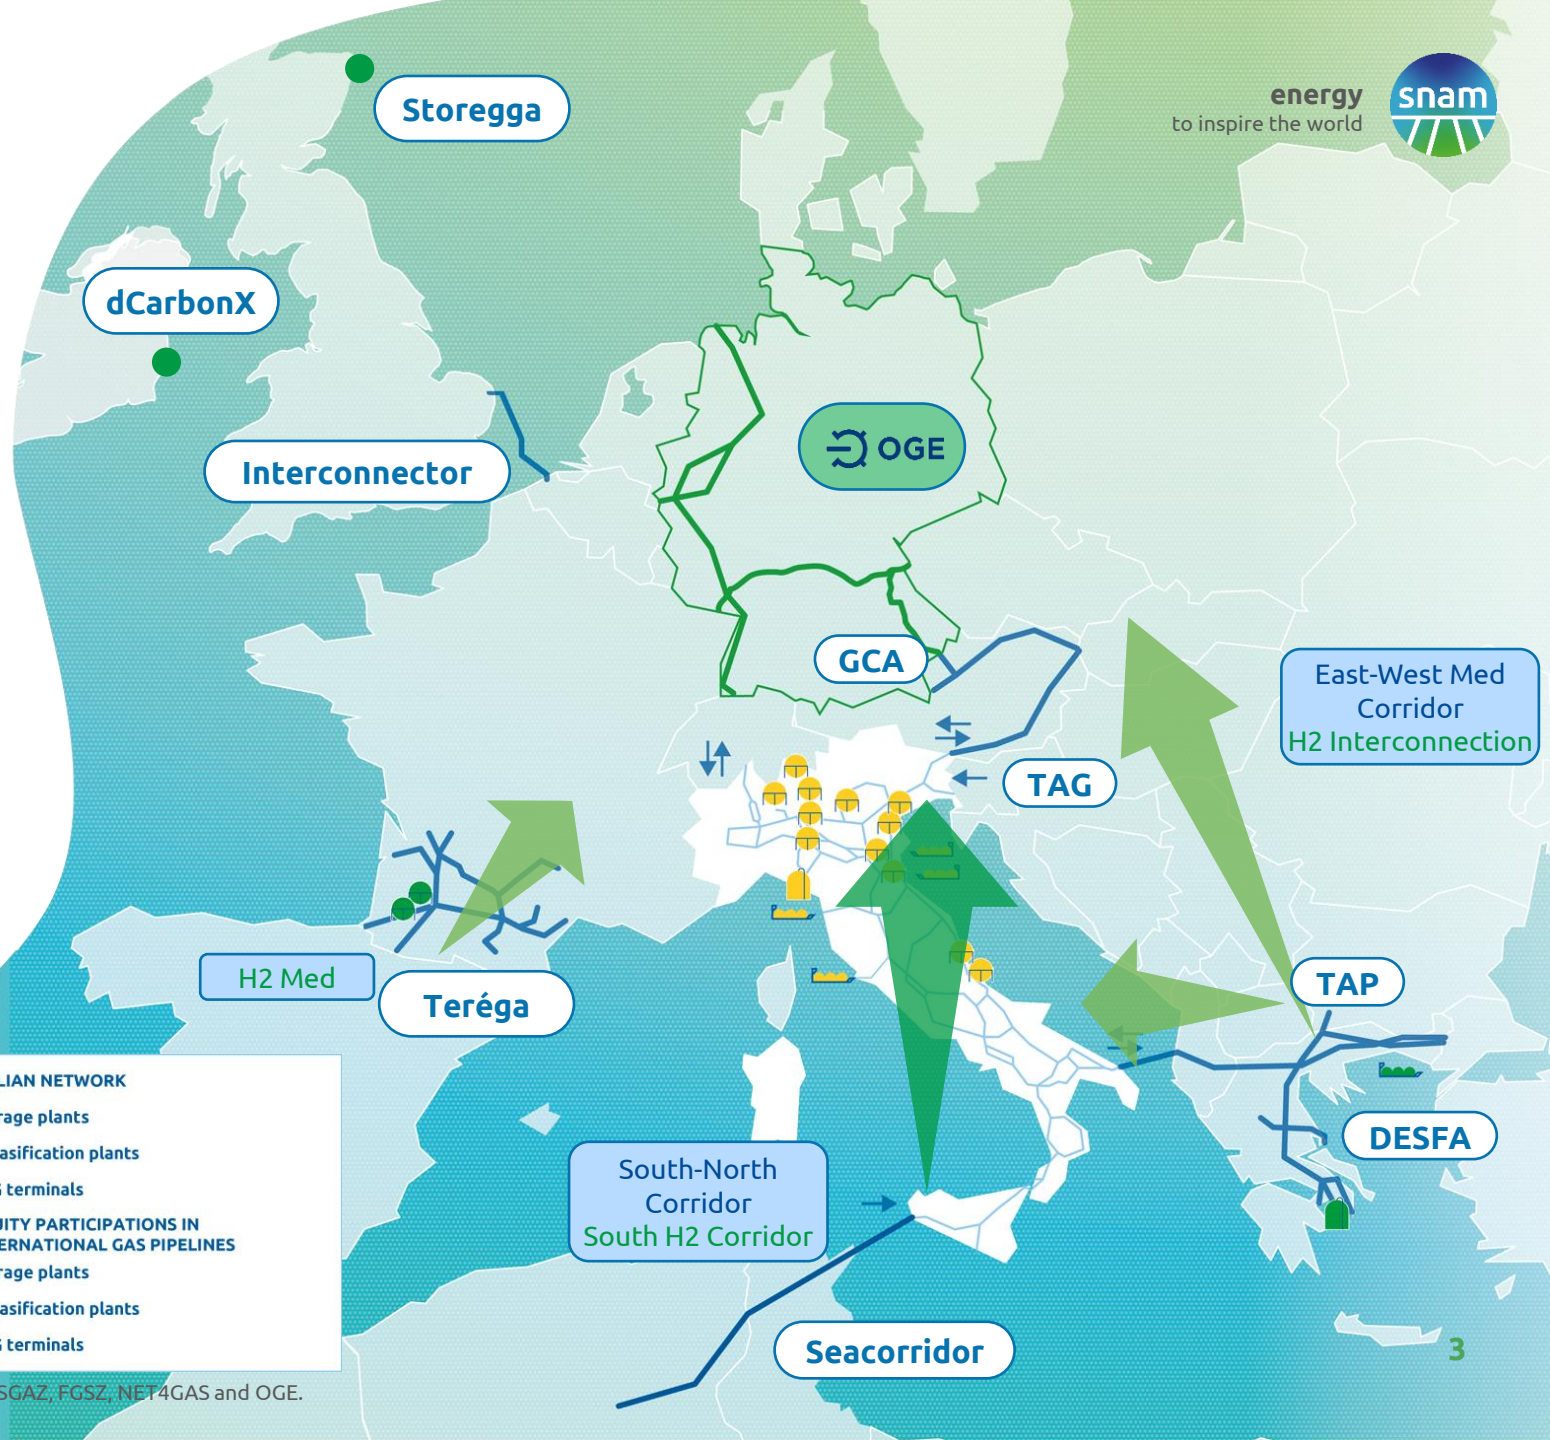 energy
to inspire the world
snam
Storegga
dCarbonX
Interconnector
OGE
GCA
East-West Med
Corridor
H2 Interconnection
TAG
H2 Med
Teréga
TAP
DESFA
South-North
Corridor
South H2 Corridor
Seacorridor
LIAN NETWORK
rage plants
asification plants
terminals
UITY PARTICIPATIONS IN
ERNATIONAL GAS PIPELINES
rage plants
asification plants
terminals
SGAZ, FGSZ, NET4GAS and OGE.
3